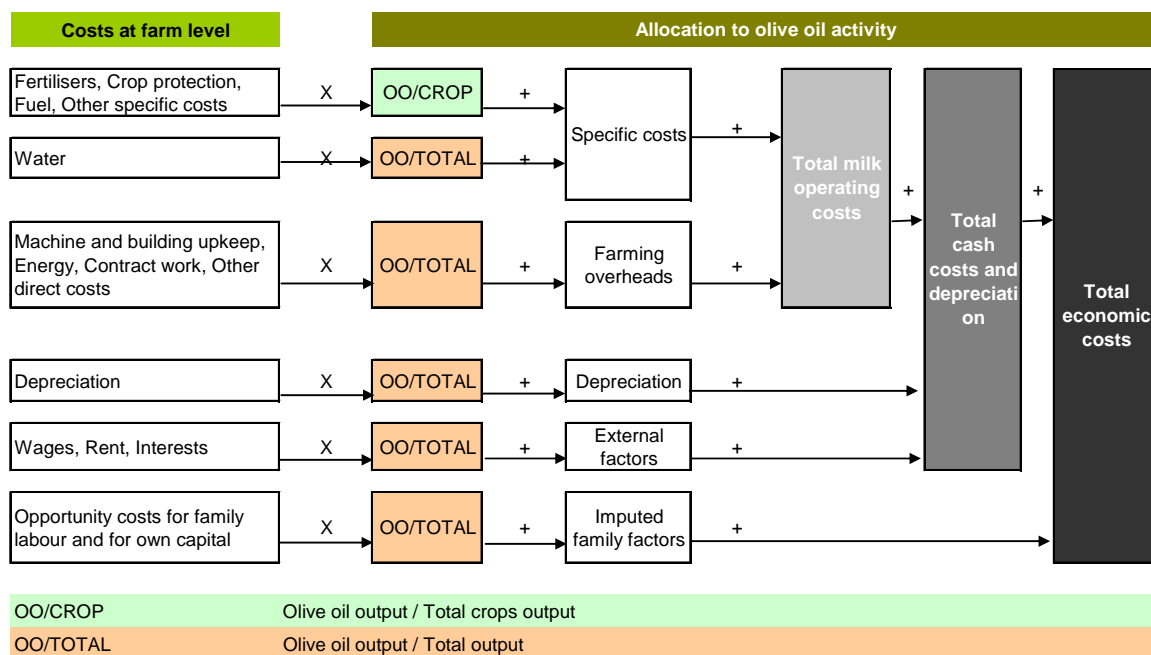 Costs at farm level
Allocation to olive oil activity
Fertilisers, Crop protection,
Fuel, Other specific costs
X
OO/CROP
+
Specific costs
+
Water
X
OO/TOTAL
+
Total milk
operating
costs
+
Total
cash
costs and
depreciati
on
+
Total
economic
costs
Machine and building upkeep,
Energy, Contract work, Other
direct costs
X
OO/TOTAL
+
Farming
overheads
+
Depreciation
X
OO/TOTAL
+
Depreciation
+
Wages, Rent, Interests
X
OO/TOTAL
+
External
factors
+
Opportunity costs for family
labour and for own capital
X
OO/TOTAL
+
Imputed
family factors
+
OO/CROP
Olive oil output / Total crops output
OO/TOTAL
Olive oil output / Total output